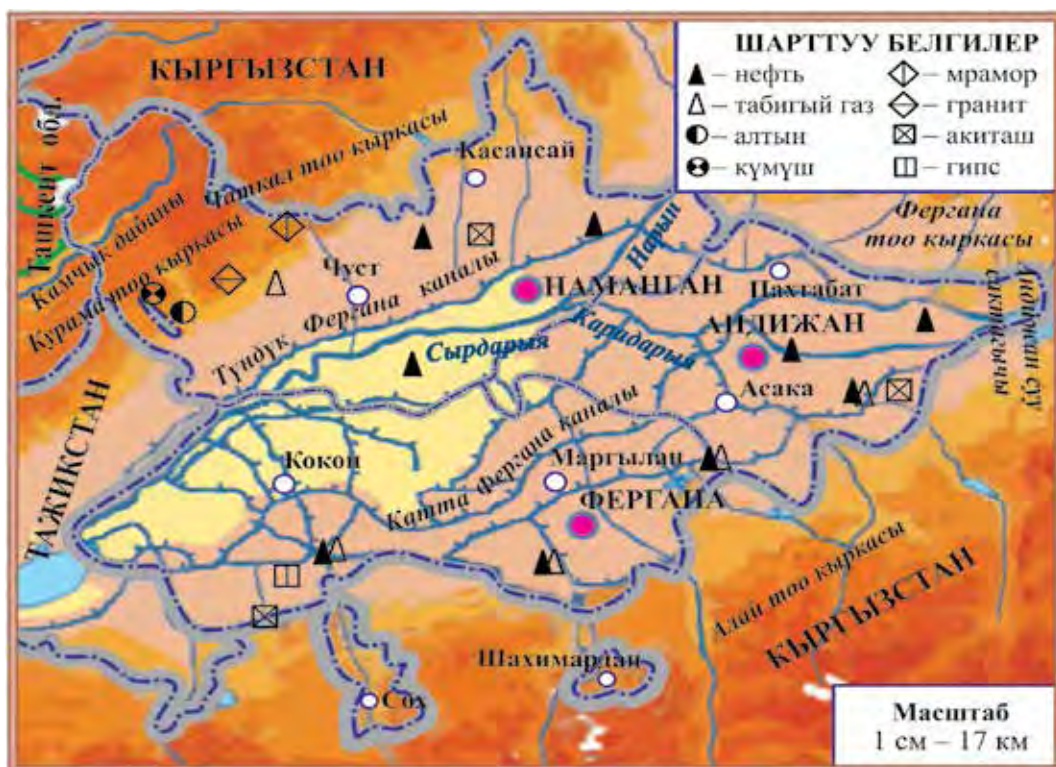 КЫРГЫЗСТАН
ШАРТТУУ БЕЛГИЛЕР
– нефть
– мрамор
– табигый газ
– гранит
– алтын
– акиташ
– күмүш
– гипс
Ташкент обл.
Чаткал тоо кыркасы
Касансай
Камчык дабаны
Курама тоо кыркасы
Чуст
Түндүк Фергана каналы
Нарын
НАМАНГАН
Фергана
тоо кыркасы
Пахтабат
Андижан суу
сактагычы
Карадарыя
АНДИЖАН
Сырдарыя
Асака
ТАЖИКСТАН
Кокон
Катта Фергана каналы
Маргылан
ФЕРГАНА
Алай тоо кыркасы
КЫРГЫЗСТАН
Шахимардан
Сох
Масштаб
1 см – 17 км